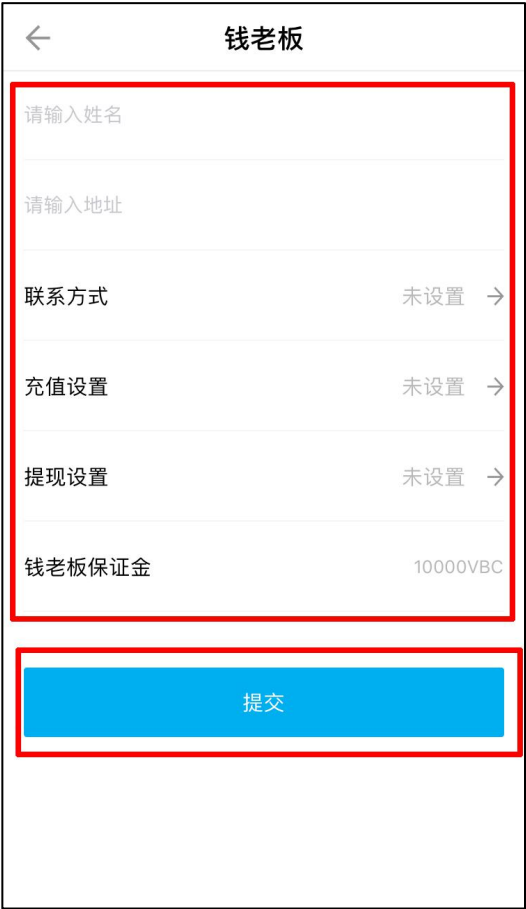 钱老板
请输入姓名
请输入地址
联系方式 未设置
充值设置 未设置
提现设置 未设置
钱老板保证金 10000VBC
提交